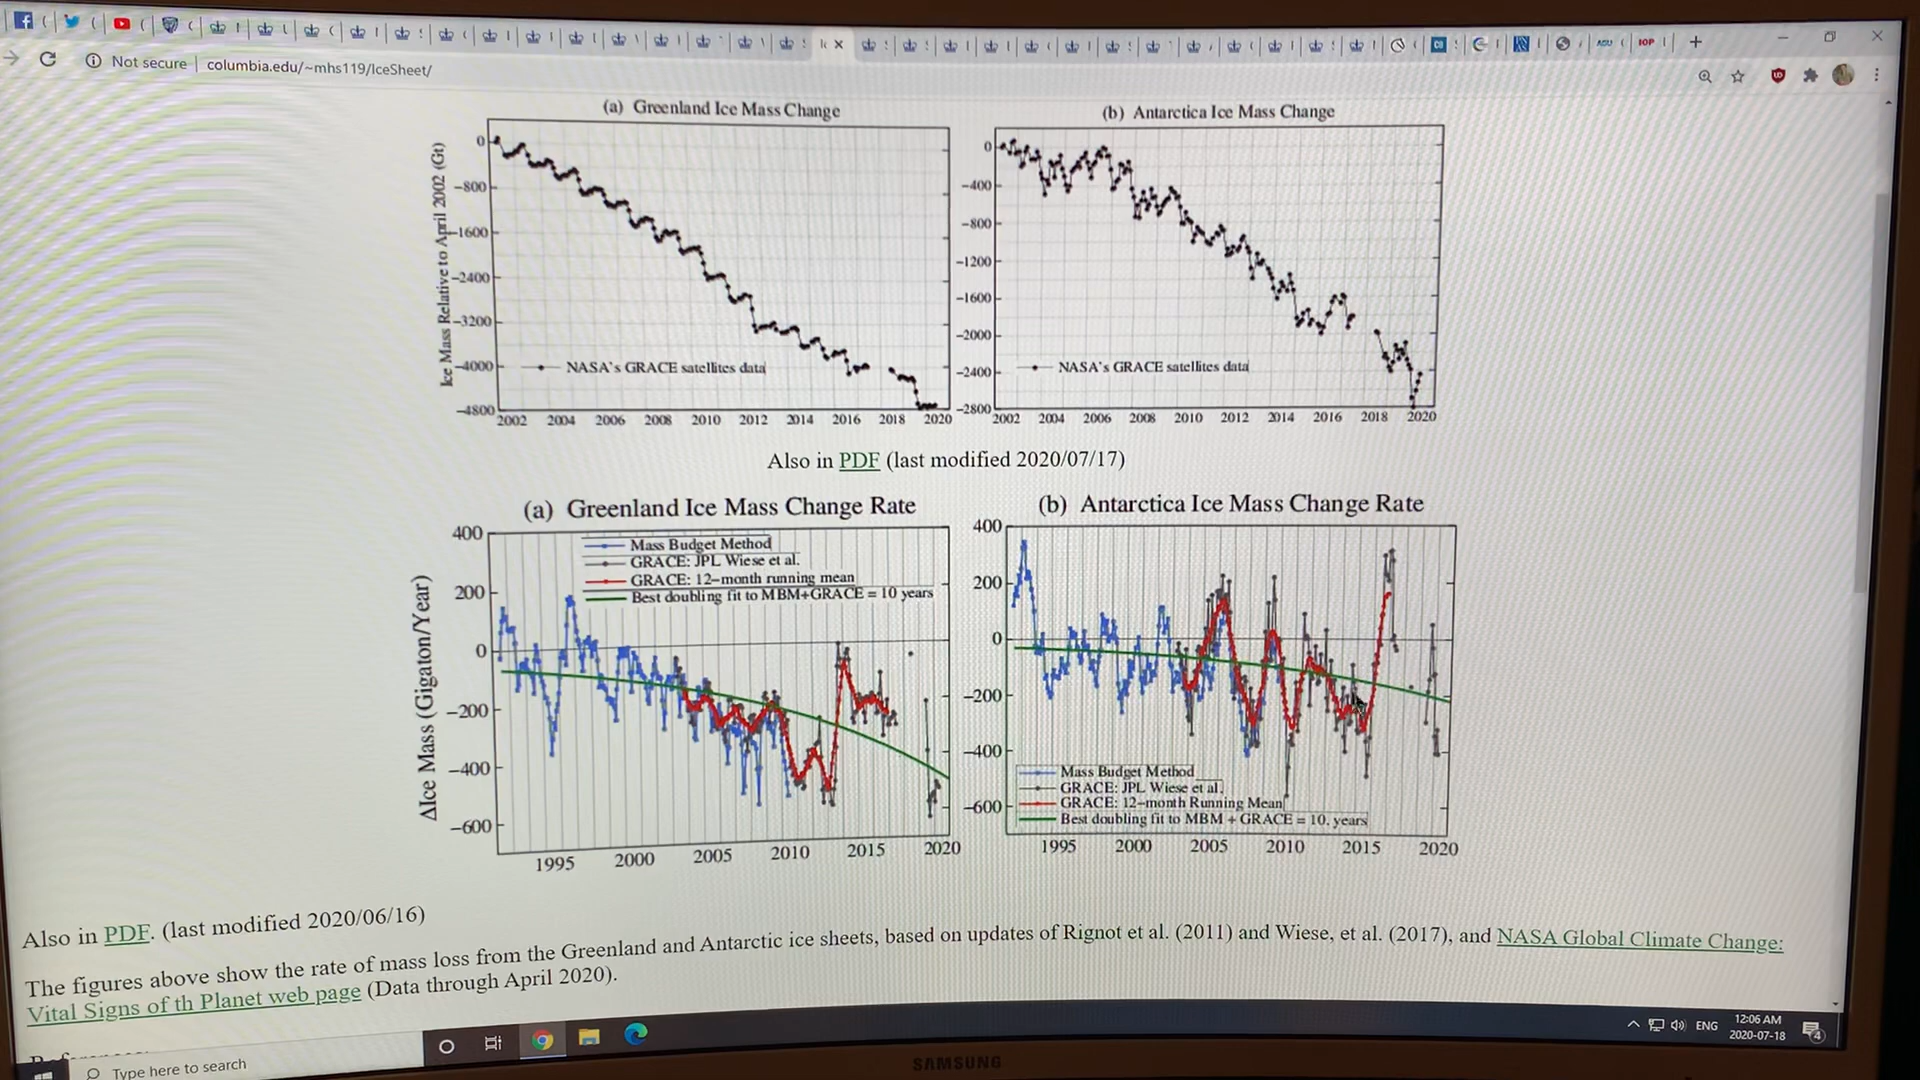 Not secure | columbia.edu/~mhs119/IceSheet/
(a) Greenland Ice Mass Change
(b) Antarctica Ice Mass Change
Ice Mass Relative to April 2002 (Gt)
0
-800
-1600
-2400
-3200
-4000
-4800
NASA's GRACE satellites data
2002 2004 2006 2008 2010 2012 2014 2016 2018 2020
0
-400
-800
-1200
-1600
-2000
-2400
-2800
NASA's GRACE satellites data
2002 2004 2006 2008 2010 2012 2014 2016 2018 2020
Also in PDF (last modified 2020/07/17)
(a) Greenland Ice Mass Change Rate
ΔIce Mass (Gigaton/Year)
400
200
0
-200
-400
-600
Mass Budget Method
GRACE: JPL Wiese et al.
GRACE: 12-month running mean
Best doubling fit to MBM+GRACE = 10 years
1995 2000 2005 2010 2015 2020
(b) Antarctica Ice Mass Change Rate
400
200
0
-200
-400
-600
Mass Budget Method
GRACE: JPL Wiese et al.
GRACE: 12-month Running Mean
Best doubling fit to MBM + GRACE = 10. years
1995 2000 2005 2010 2015 2020
Also in PDF. (last modified 2020/06/16)
The figures above show the rate of mass loss from the Greenland and Antarctic ice sheets, based on updates of Rignot et al. (2011) and Wiese, et al. (2017), and NASA Global Climate Change:
Vital Signs of th Planet web page (Data through April 2020).
Type here to search
ENG
12:06 AM
2020-07-18
4
SAMSUNG